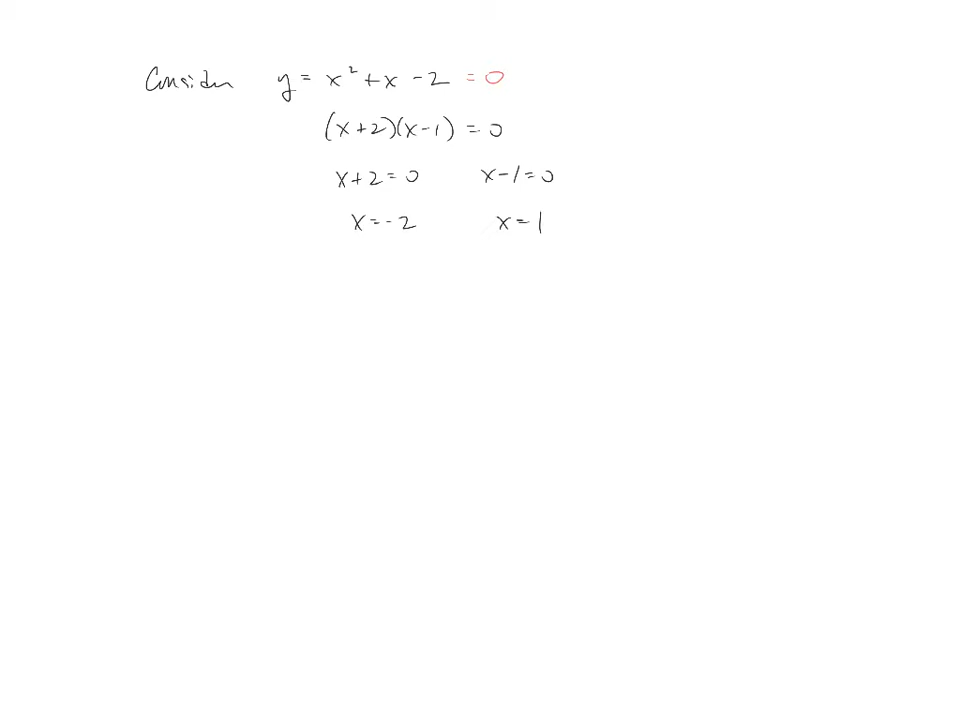 Consider y = x² + x - 2 = 0
(x+2)(x-1) = 0
x+2=0 x-1=0
x=-2 x=1